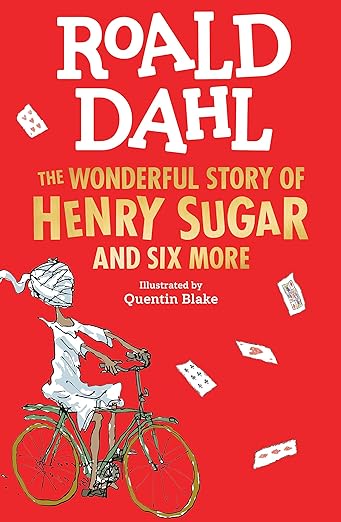 ROALD
DAHL
THE WONDERFUL STORY OF
HENRY SUGAR
AND SIX MORE
Illustrated by
Quentin Blake